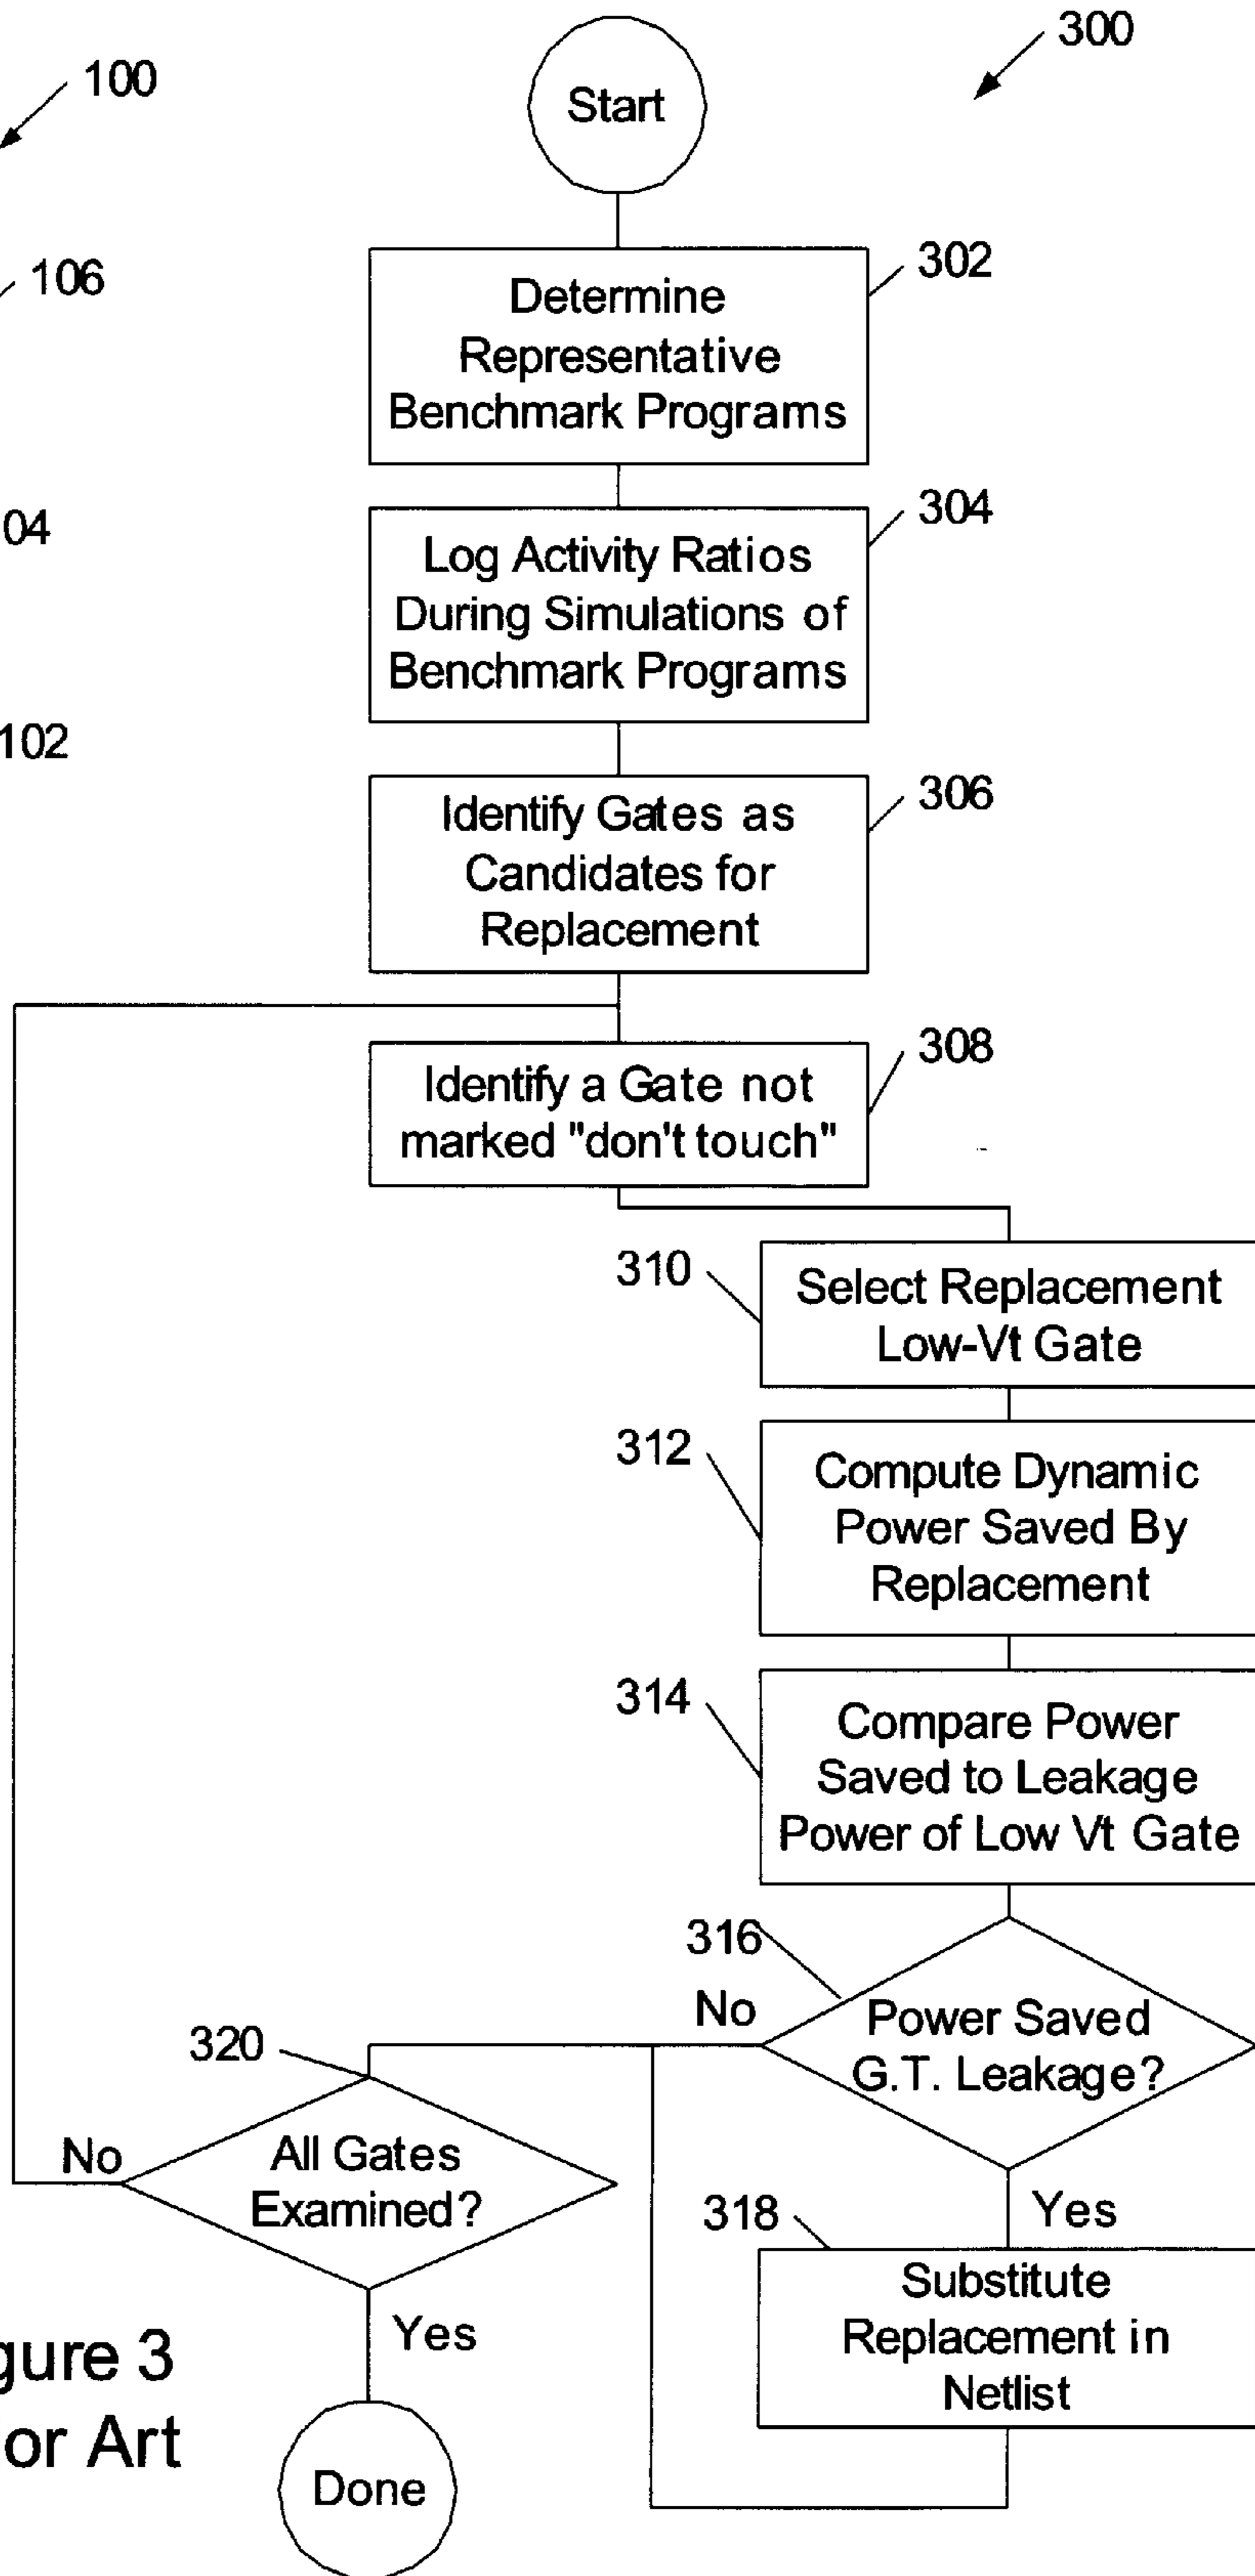 300
100
Start
106
302
Determine
Representative
Benchmark Programs
304
04
Log Activity Ratios
During Simulations of
Benchmark Programs
102
306
Identify Gates as
Candidates for
Replacement
308
Identify a Gate not
marked "don't touch"
310
Select Replacement
Low-Vt Gate
312
Compute Dynamic
Power Saved By
Replacement
314
Compare Power
Saved to Leakage
Power of Low Vt Gate
316
No
Power Saved
G.T. Leakage?
320
No
All Gates
Examined?
318
Yes
Substitute
Replacement in
Netlist
Yes
gure 3
or Art
Done